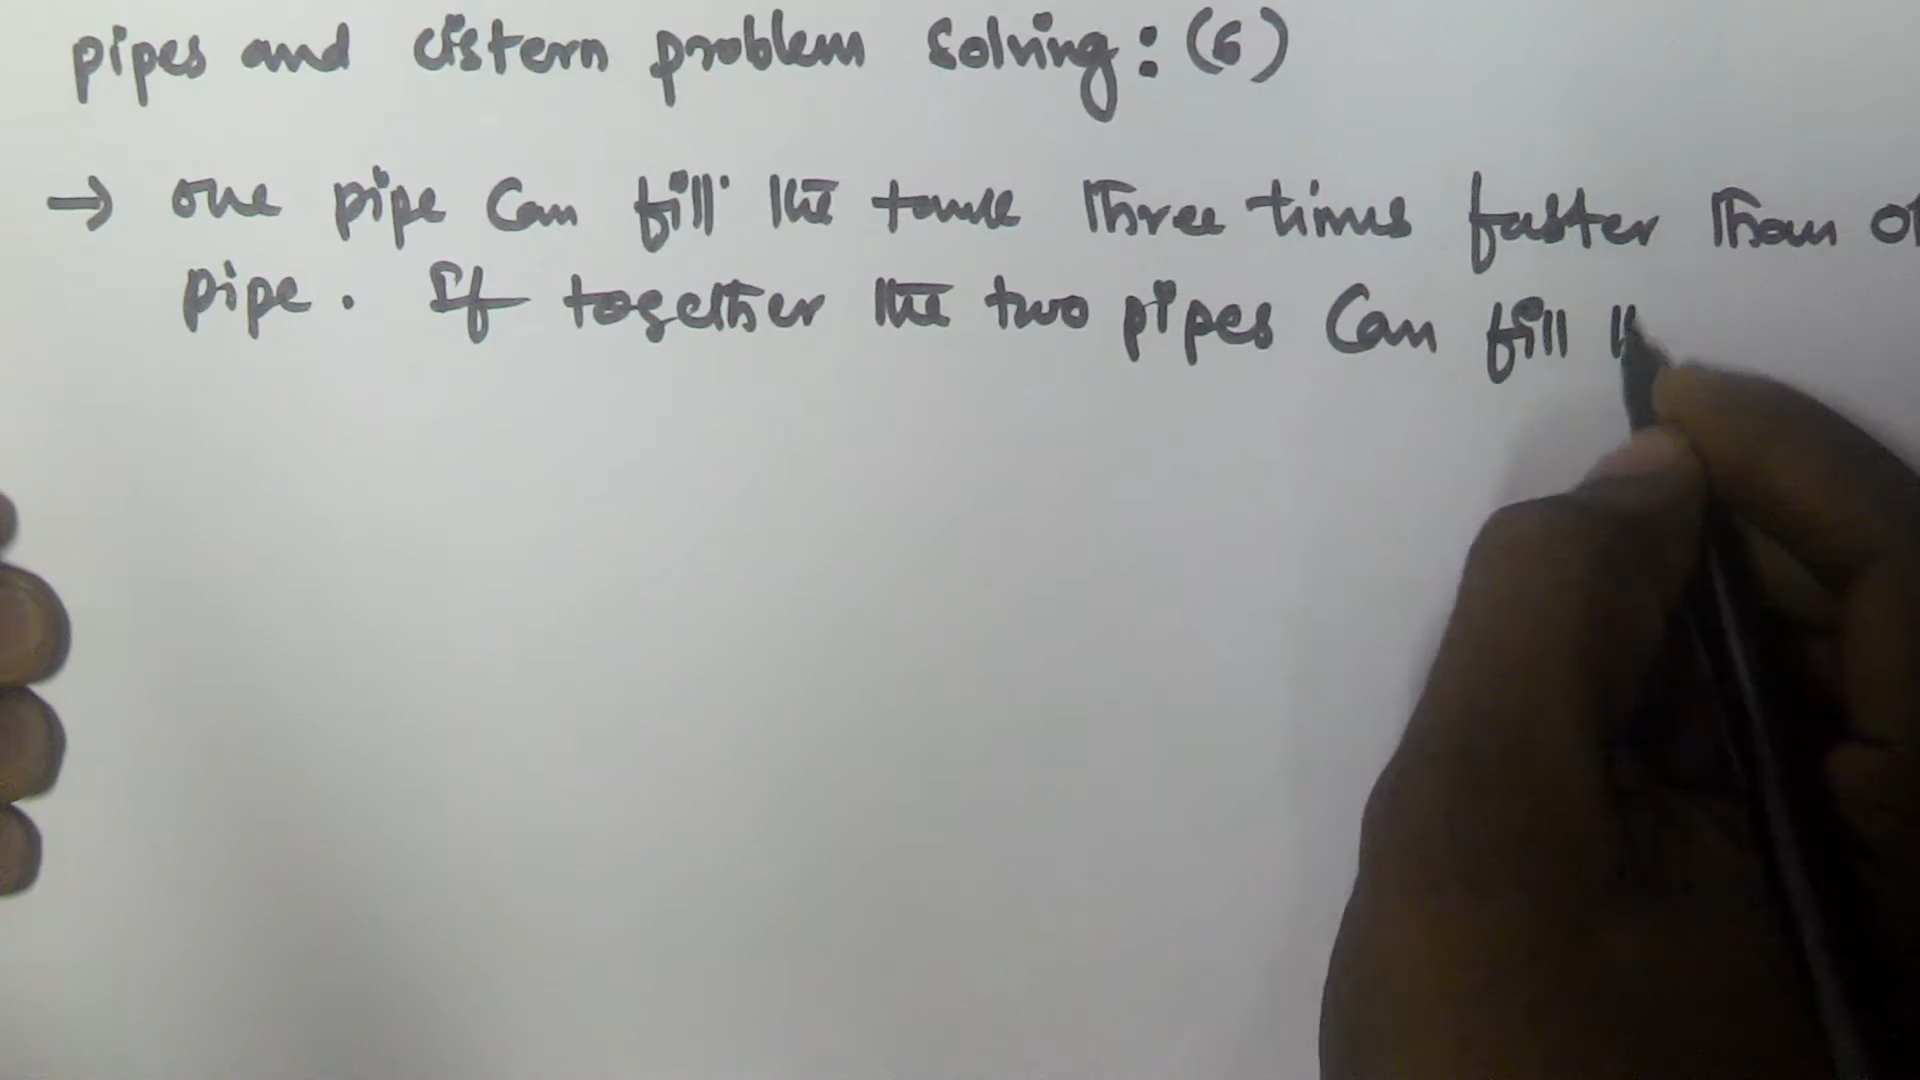 pipes and cistern problem solving: (6)
→ one pipe can fill the tank three times faster than
pipe. If together the two pipes can fill